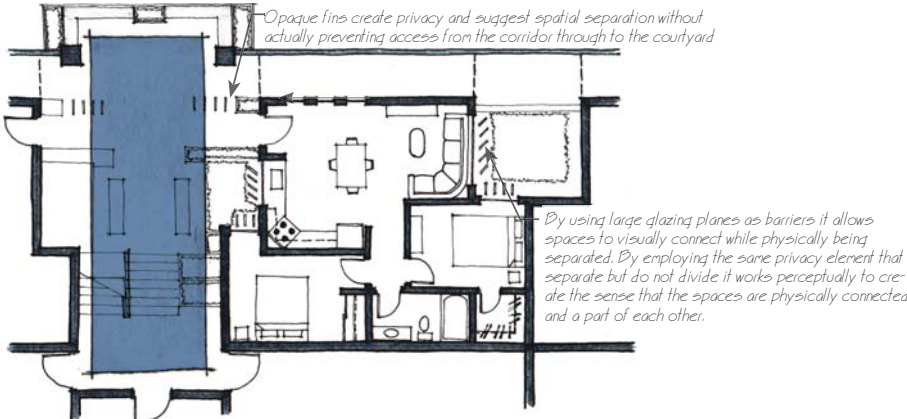 Opaque fins create privacy and suggest spatial separation without
actually preventing access from the corridor through to the courtyard
By using large glazing planes as barriers it allows
spaces to visually connect while physically being
separated. By employing the same privacy element that
separate but do not divide it works perceptually to cre-
ate the sense that the spaces are physically connected
and a part of each other.